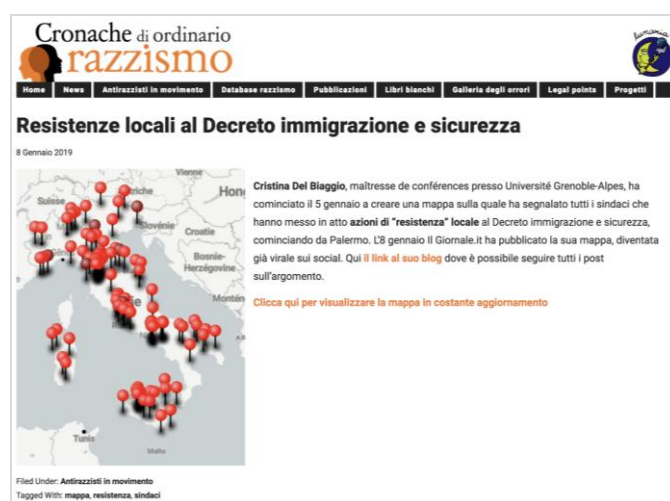 Cronache di ordinario
razzismo
lunaria
Home News Antirazzisti in movimento Database razzismo Pubblicazioni Libri bianchi Galleria degli orrori Legal points Progetti
Resistenze locali al Decreto immigrazione e sicurezza
8 Gennaio 2019
Cristina Del Biaggio, maîtresse de conférences presso Université Grenoble-Alpes, ha
cominciato il 5 gennaio a creare una mappa sulla quale ha segnalato tutti i sindaci che
hanno messo in atto azioni di "resistenza" locale al Decreto immigrazione e sicurezza,
cominciando da Palermo. L'8 gennaio Il Giornale.it ha pubblicato la sua mappa, diventata
già virale sui social. Qui il link al suo blog dove è possibile seguire tutti i post
sull'argomento.
Clicca qui per visualizzare la mappa in costante aggiornamento
Vienne
Suisse
Slovénie
Croatie
Bosnie-
Herzégovine
Tunis
Malte
Filed Under: Antirazzisti in movimento
Tagged With: mappa, resistenza, sindaci